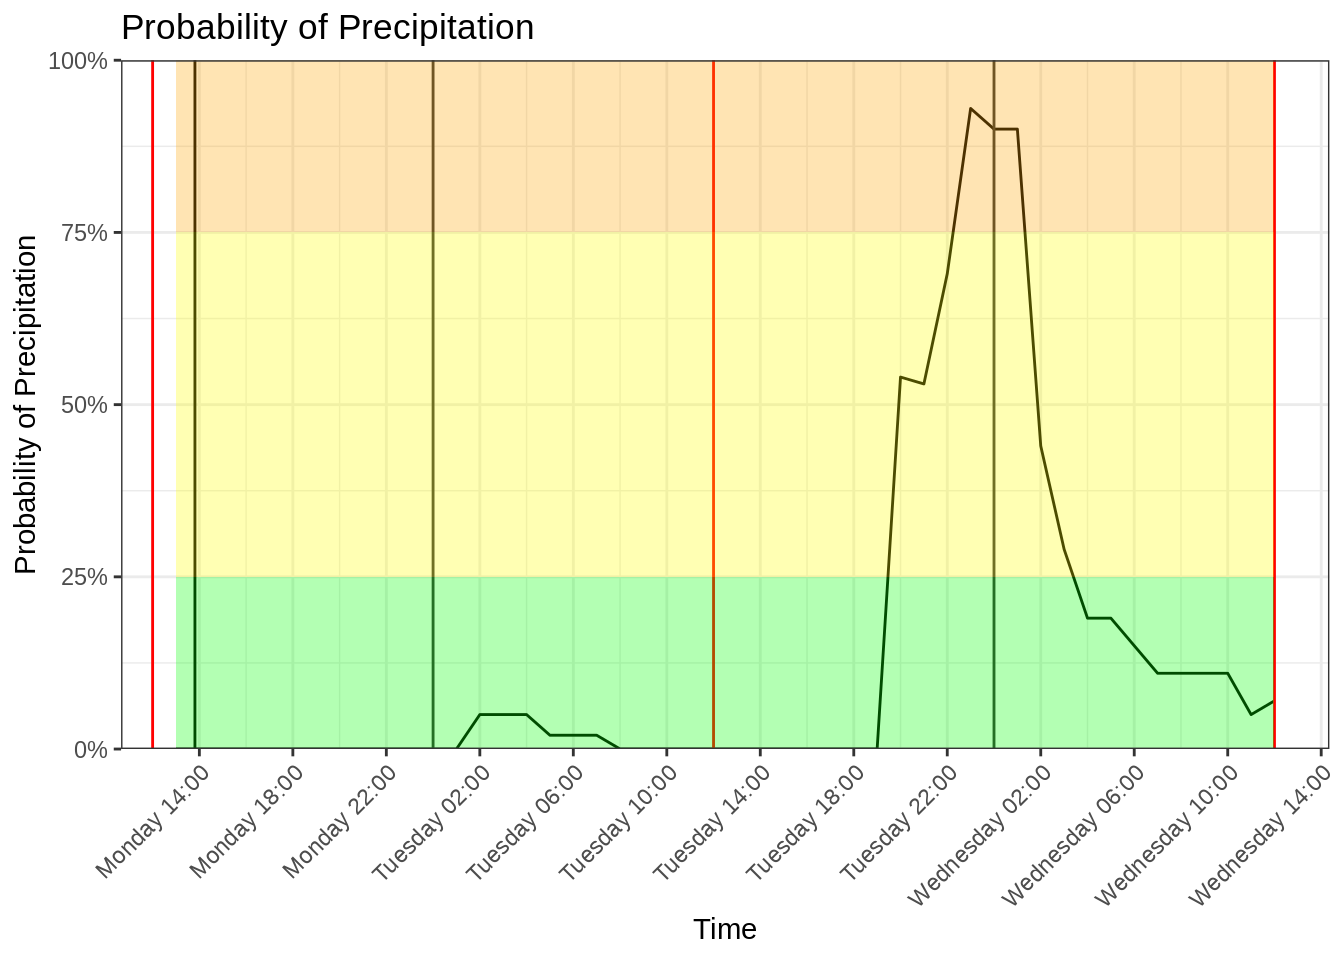 Probability of Precipitation
Probability of Precipitation
100%
75%
50%
25%
0%
Monday 14:00
Monday 18:00
Monday 22:00
Tuesday 02:00
Tuesday 06:00
Tuesday 10:00
Tuesday 14:00
Tuesday 18:00
Tuesday 22:00
Wednesday 02:00
Wednesday 06:00
Wednesday 10:00
Wednesday 14:00
Time